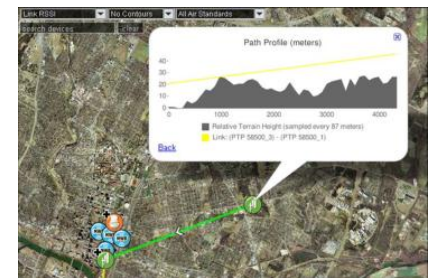 Link RSSI No Contours All Air Standards
search devices clear
Path Profile (meters)
40
30
20
10
0
0 1000 2000 3000 4000
Relative Terrain Height (sampled every 87 meters)
Link: (PTP 58500_3) - (PTP 58500_1)
Back